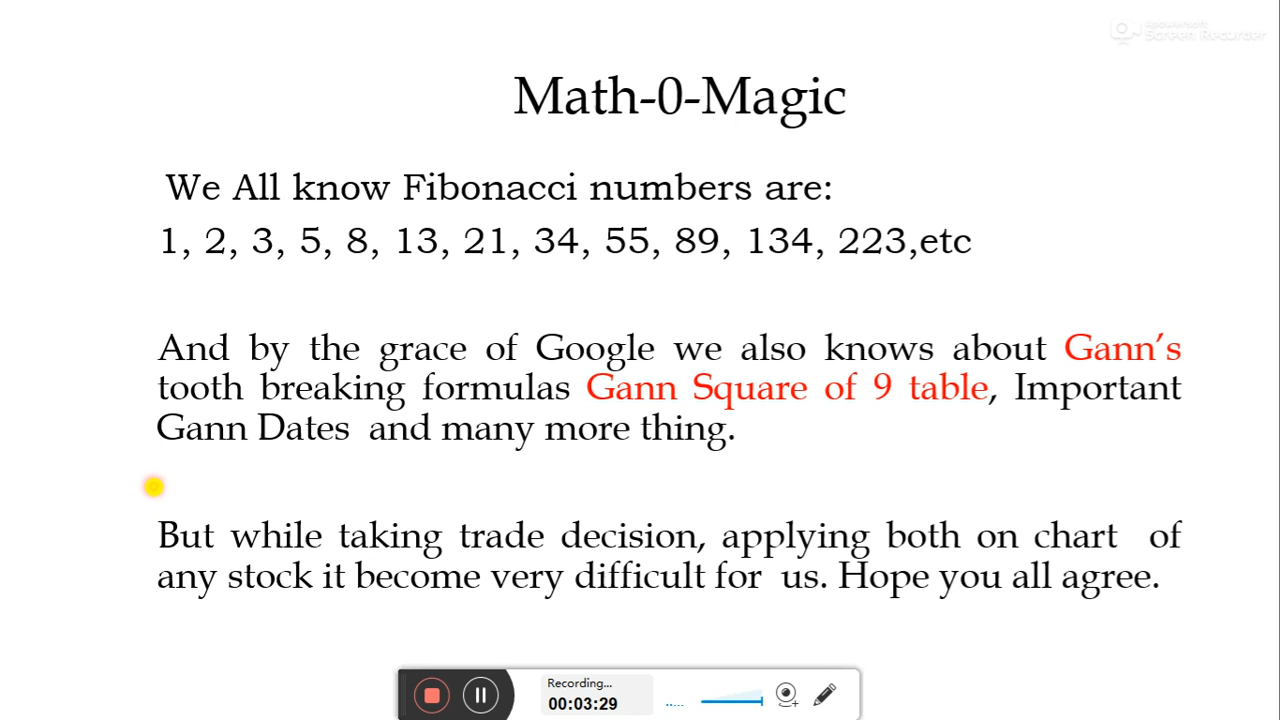 Apowersoft
Screen Recorder
Math-0-Magic
We All know Fibonacci numbers are:
1, 2, 3, 5, 8, 13, 21, 34, 55, 89, 134, 223,etc
And by the grace of Google we also knows about Gann’s
tooth breaking formulas Gann Square of 9 table, Important
Gann Dates and many more thing.
But while taking trade decision, applying both on chart of
any stock it become very difficult for us. Hope you all agree.
Recording...
00:03:29